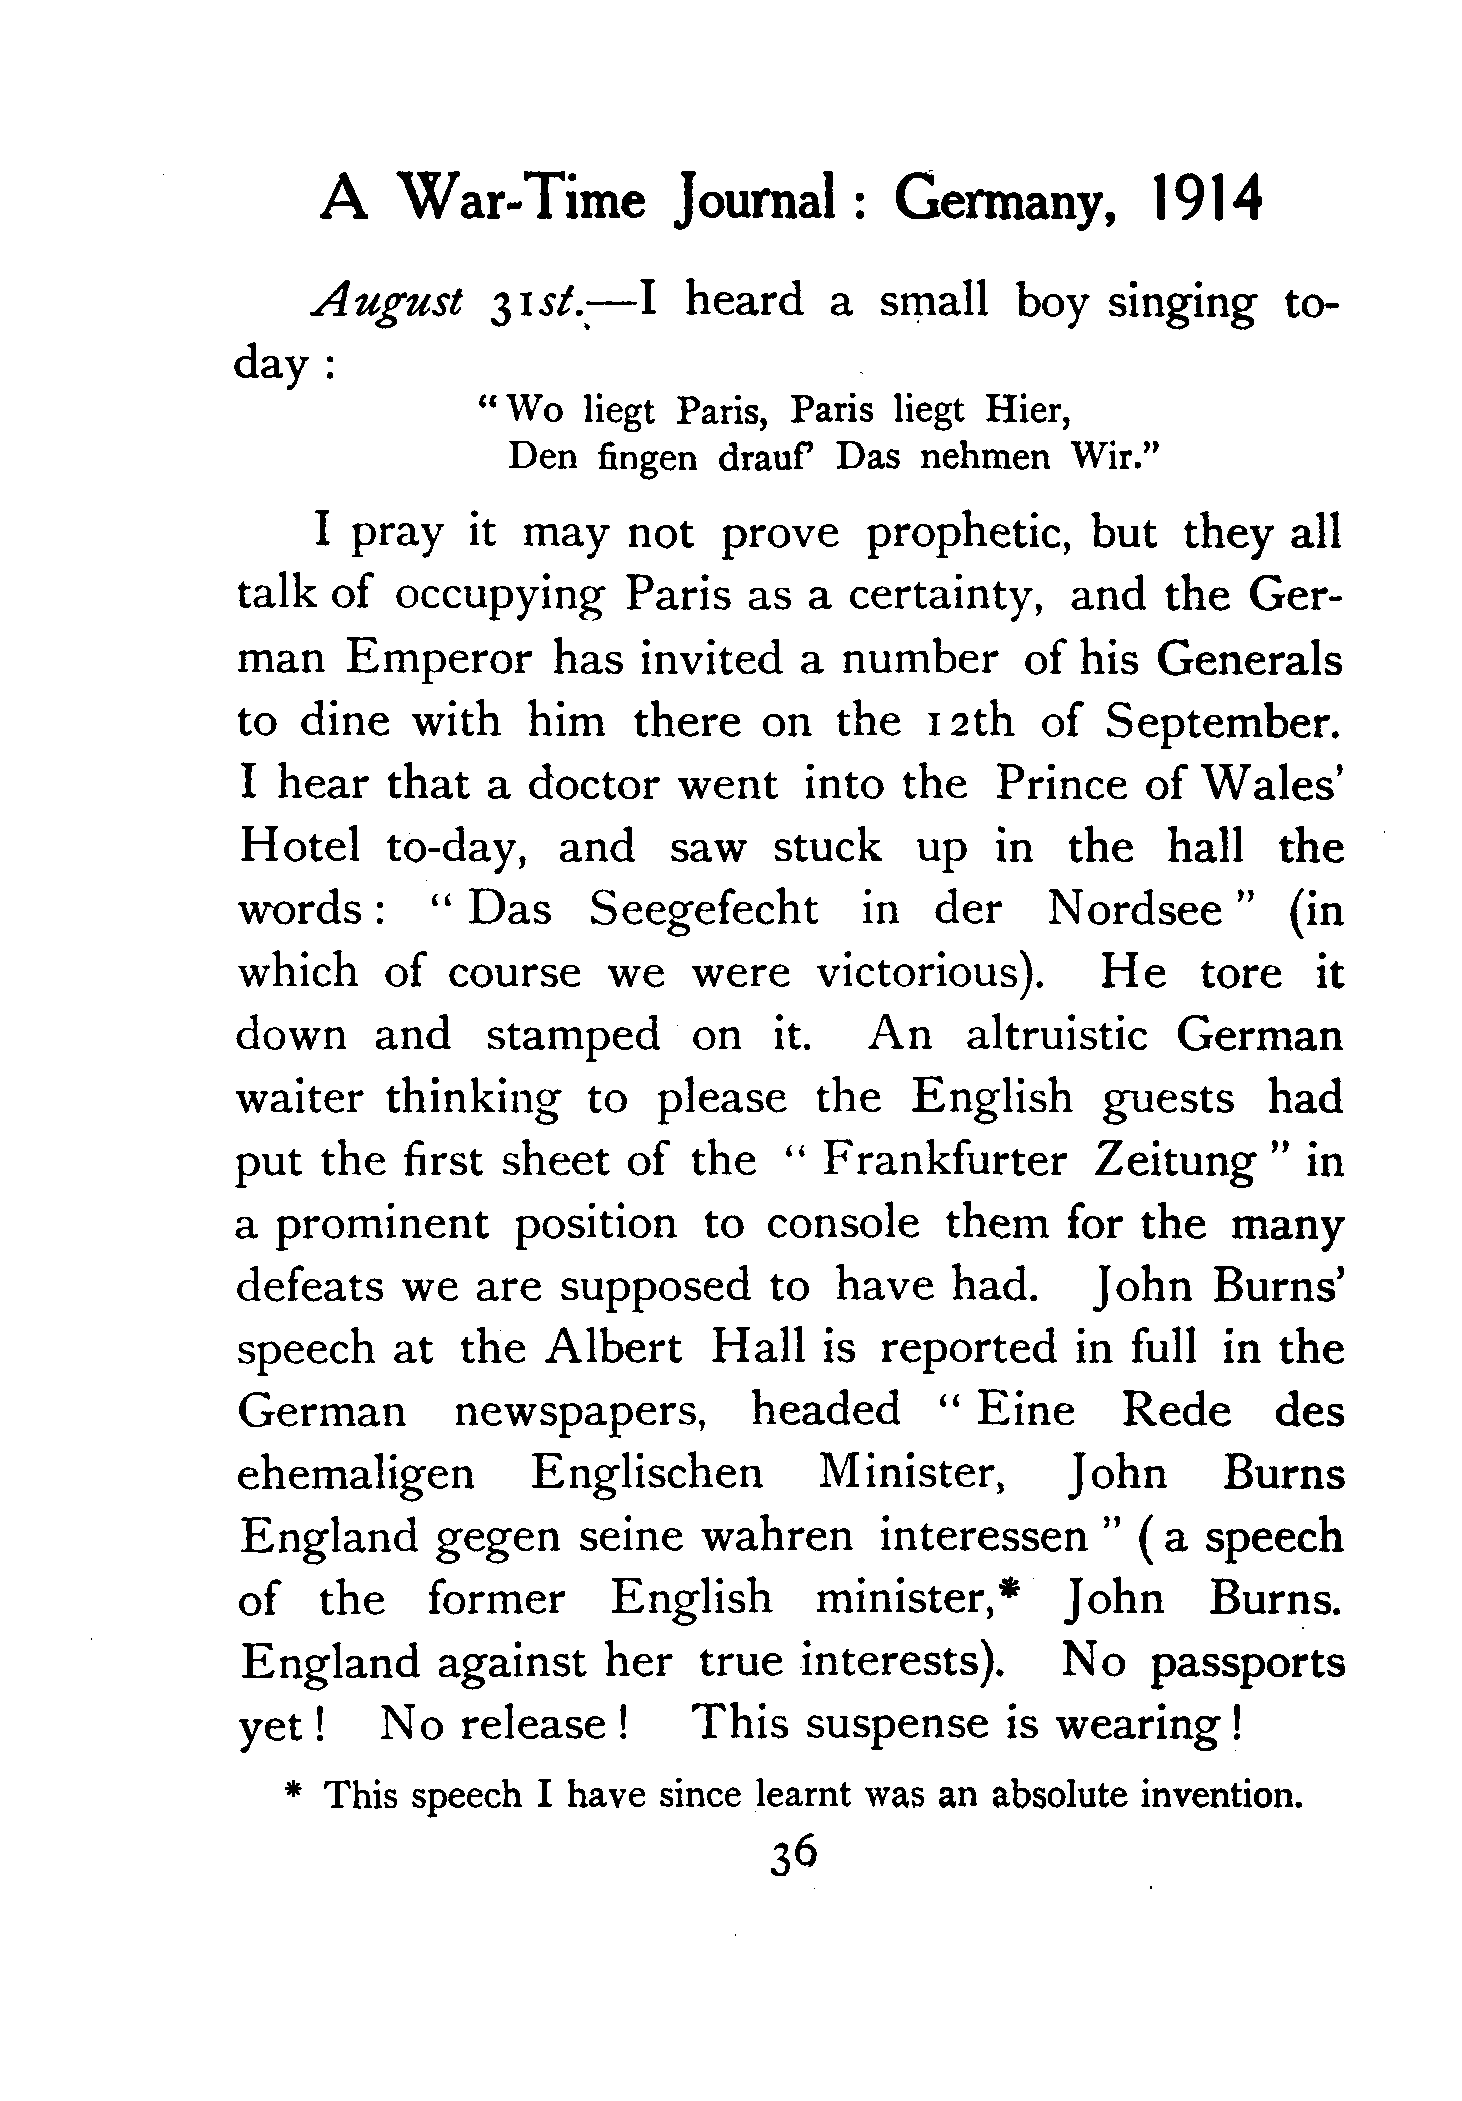 A War-Time Journal : Germany, 1914
August 31st.—I heard a small boy singing to-
day :
“ Wo liegt Paris, Paris liegt Hier,
Den fingen drauf’ Das nehmen Wir.”
I pray it may not prove prophetic, but they all
talk of occupying Paris as a certainty, and the Ger-
man Emperor has invited a number of his Generals
to dine with him there on the 12th of September.
I hear that a doctor went into the Prince of Wales’
Hotel to-day, and saw stuck up in the hall the
words : “ Das Seegefecht in der Nordsee ” (in
which of course we were victorious). He tore it
down and stamped on it. An altruistic German
waiter thinking to please the English guests had
put the first sheet of the “ Frankfurter Zeitung ” in
a prominent position to console them for the many
defeats we are supposed to have had. John Burns’
speech at the Albert Hall is reported in full in the
German newspapers, headed “ Eine Rede des
ehemaligen Englischen Minister, John Burns
England gegen seine wahren interessen ” ( a speech
of the former English minister,* John Burns.
England against her true interests). No passports
yet ! No release ! This suspense is wearing !
* This speech I have since learnt was an absolute invention.
36